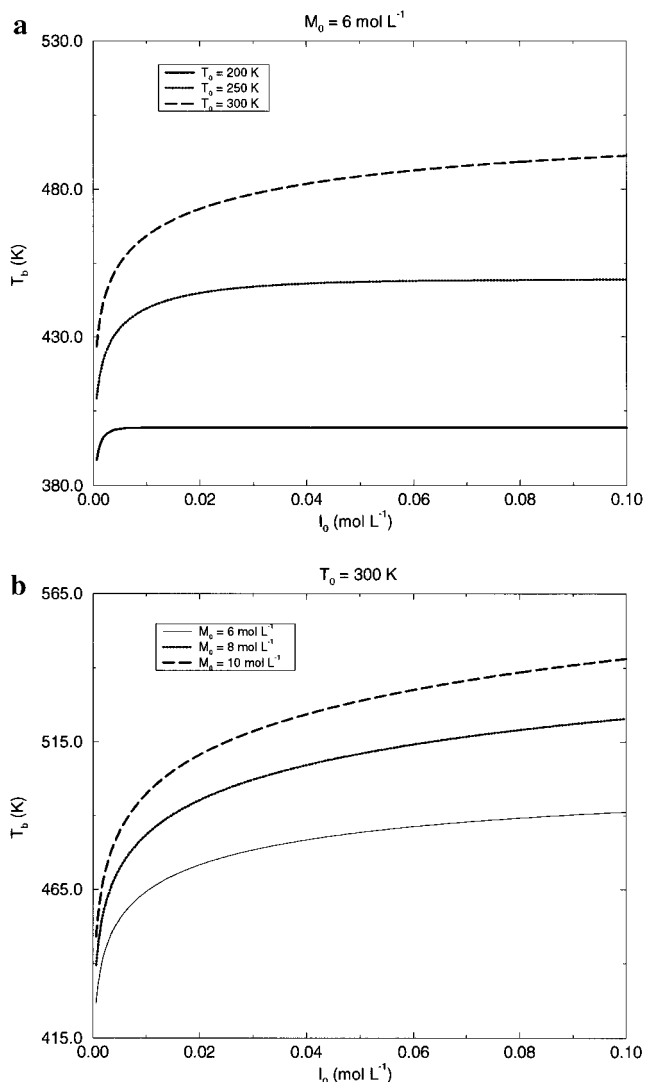 a
M₀ = 6 mol L⁻¹
530.0
T₀ = 200 K
T₀ = 250 K
T₀ = 300 K
480.0
T_b (K)
430.0
380.0
0.00 0.02 0.04 0.06 0.08 0.10
I₀ (mol L⁻¹)
b
T₀ = 300 K
565.0
M₀ = 6 mol L⁻¹
M₀ = 8 mol L⁻¹
M₀ = 10 mol L⁻¹
515.0
T_b (K)
465.0
415.0
0.00 0.02 0.04 0.06 0.08 0.10
I₀ (mol L⁻¹)